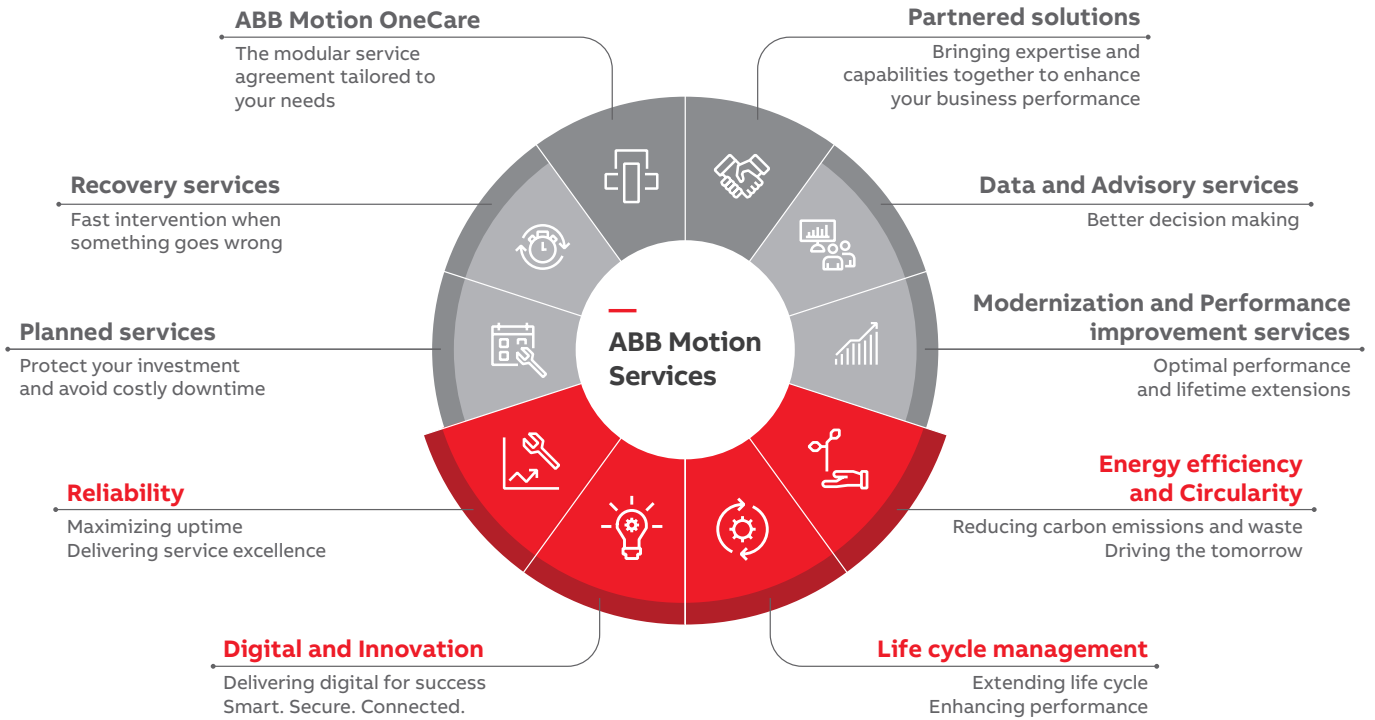 ABB Motion OneCare
The modular service
agreement tailored to
your needs
Partnered solutions
Bringing expertise and
capabilities together to enhance
your business performance
Recovery services
Fast intervention when
something goes wrong
Data and Advisory services
Better decision making
Planned services
Protect your investment
and avoid costly downtime
ABB Motion
Services
Modernization and Performance
improvement services
Optimal performance
and lifetime extensions
Reliability
Maximizing uptime
Delivering service excellence
Energy efficiency
and Circularity
Reducing carbon emissions and waste
Driving the tomorrow
Digital and Innovation
Delivering digital for success
Smart. Secure. Connected.
Life cycle management
Extending life cycle
Enhancing performance